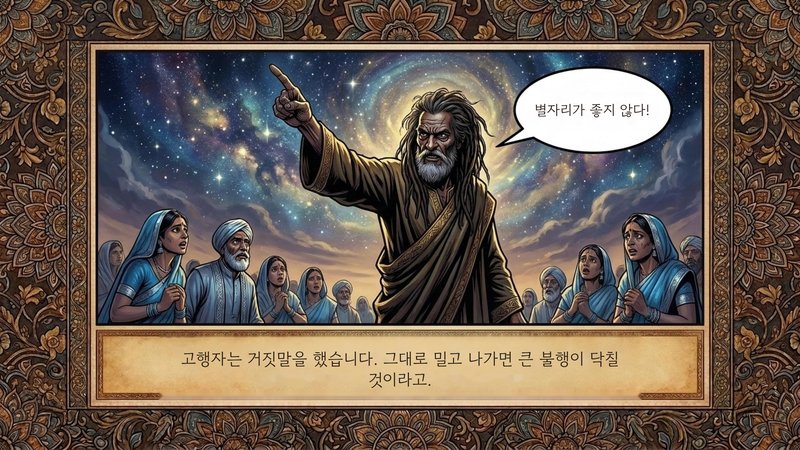 별자리가 좋지 않다!
고행자는 거짓말을 했습니다. 그대로 밀고 나가면 큰 불행이 닥칠
것이라고.